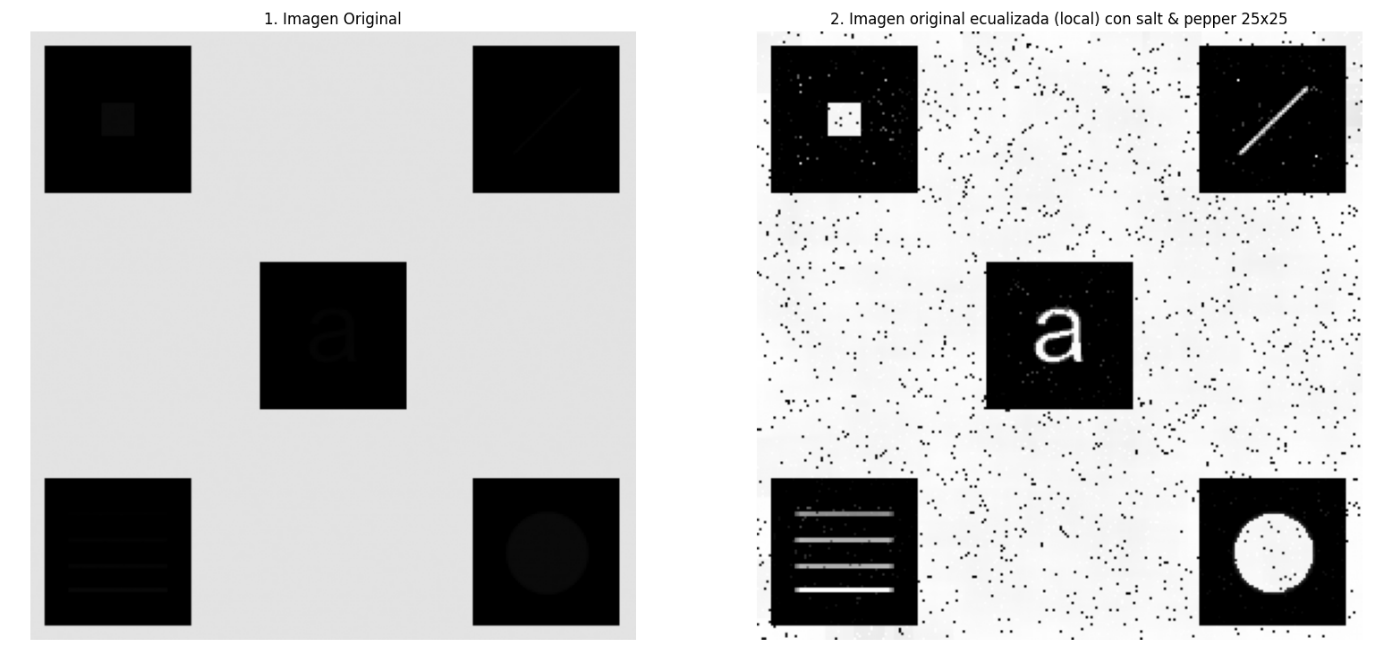 1. Imagen Original
2. Imagen original ecualizada (local) con salt & pepper 25x25
a
a